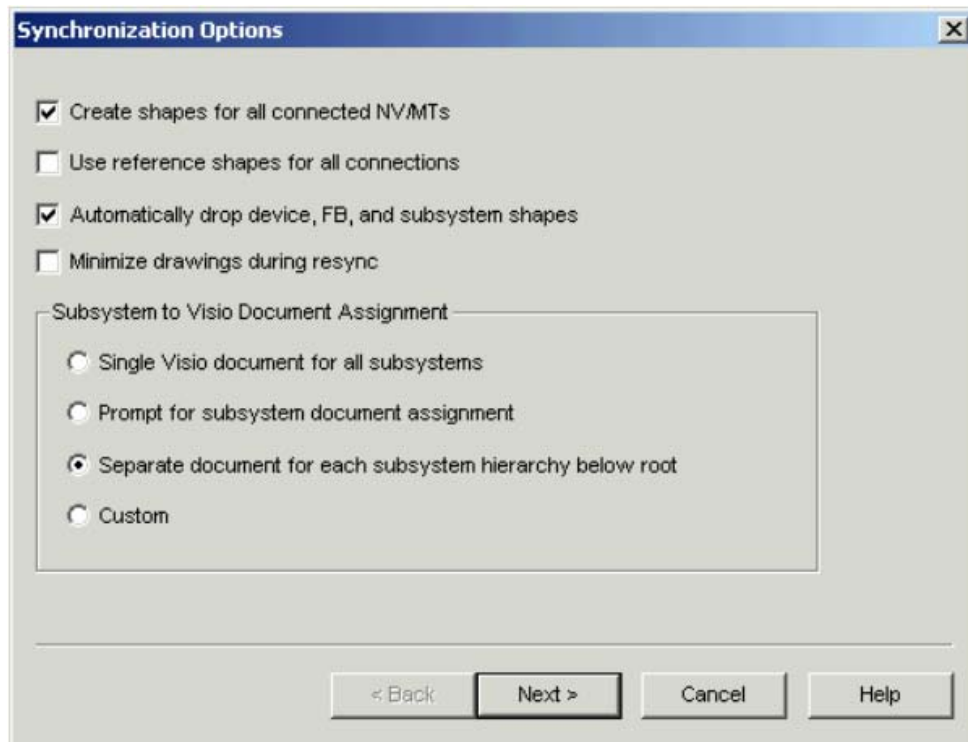 Synchronization Options
Create shapes for all connected NV/MTs
Use reference shapes for all connections
Automatically drop device, FB, and subsystem shapes
Minimize drawings during resync
Subsystem to Visio Document Assignment
Single Visio document for all subsystems
Prompt for subsystem document assignment
Separate document for each subsystem hierarchy below root
Custom
< Back Next > Cancel Help